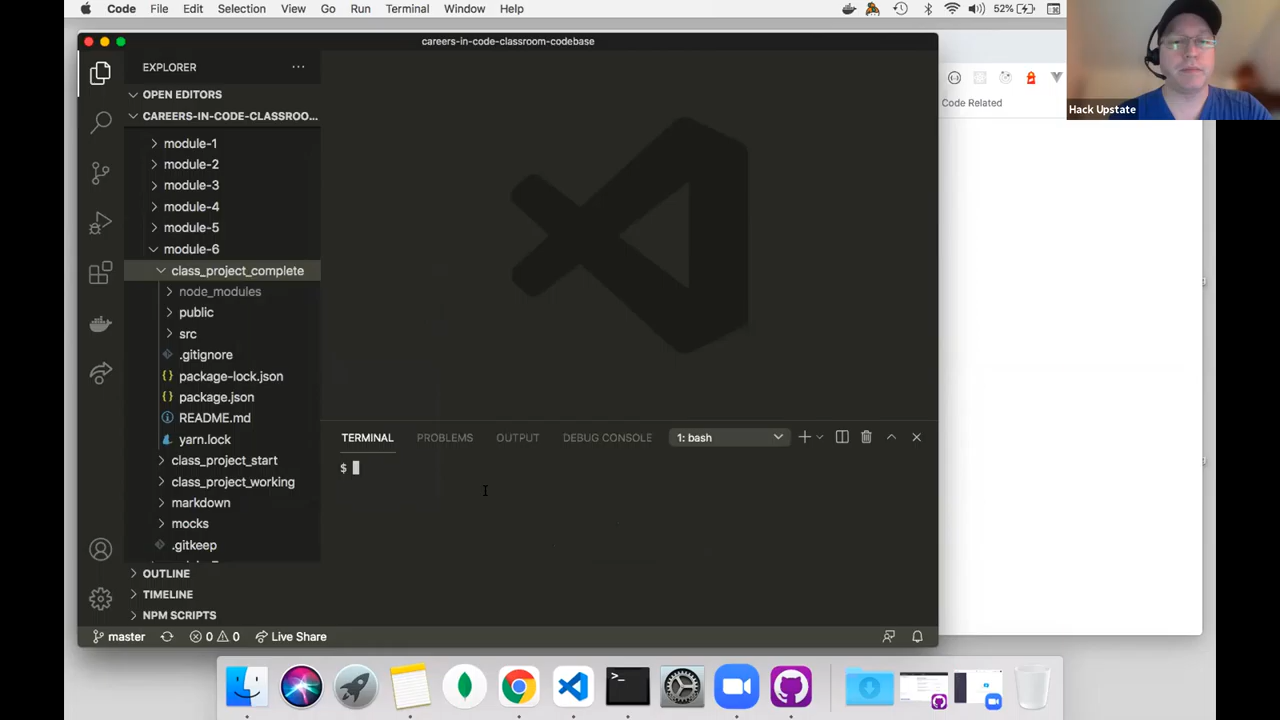 Code File Edit Selection View Go Run Terminal Window Help
52%
careers-in-code-classroom-codebase
Hack Upstate
Code Related
EXPLORER
OPEN EDITORS
CAREERS-IN-CODE-CLASSROO...
module-1
module-2
module-3
module-4
module-5
module-6
class_project_complete
node_modules
public
src
.gitignore
package-lock.json
package.json
README.md
yarn.lock
class_project_start
class_project_working
markdown
mocks
.gitkeep
OUTLINE
TIMELINE
NPM SCRIPTS
TERMINAL PROBLEMS OUTPUT DEBUG CONSOLE 1: bash
$
master 0 0 Live Share